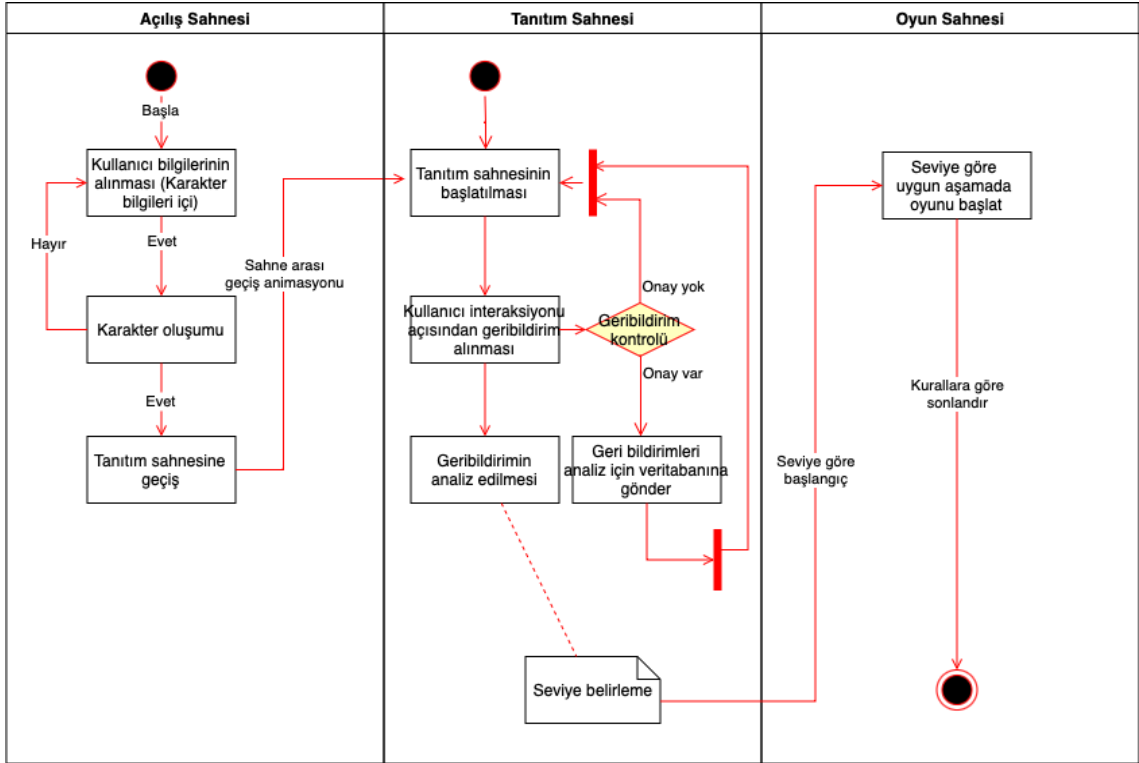 Açılış Sahnesi
Tanıtım Sahnesi
Oyun Sahnesi
Başla
Kullanıcı bilgilerinin
alınması (Karakter
bilgileri içi)
Hayır
Evet
Sahne arası
geçiş animasyonu
Karakter oluşumu
Evet
Tanıtım sahnesine
geçiş
Tanıtım sahnesinin
başlatılması
Onay yok
Kullanıcı interaksiyonu
açısından geribildirim
alınması
Geribildirim
kontrolü
Onay var
Geribildirimin
analiz edilmesi
Geri bildirimleri
analiz için veritabanına
gönder
Seviye belirleme
Seviye göre
başlangıç
Seviye göre
uygun aşamada
oyunu başlat
Kurallara göre
sonlandır